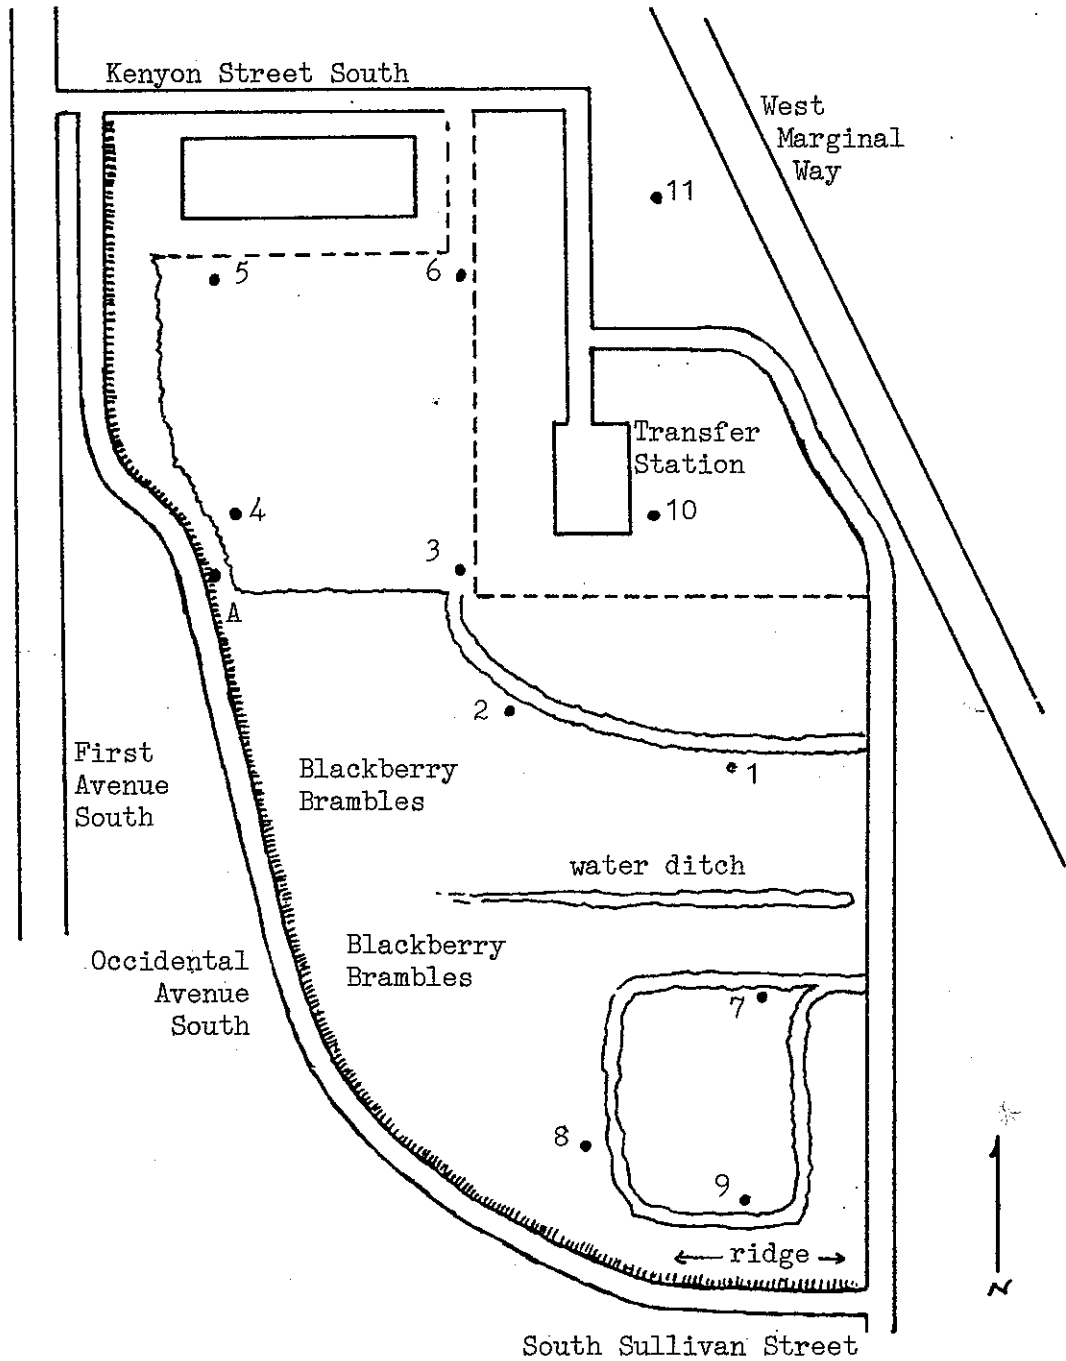 Kenyon Street South
West
Marginal
Way
11
5
6
Transfer
Station
4
10
3
A
2
First
Avenue
South
Blackberry
Brambles
1
water ditch
Occidental
Avenue
South
Blackberry
Brambles
7
8
9
ridge
N
South Sullivan Street